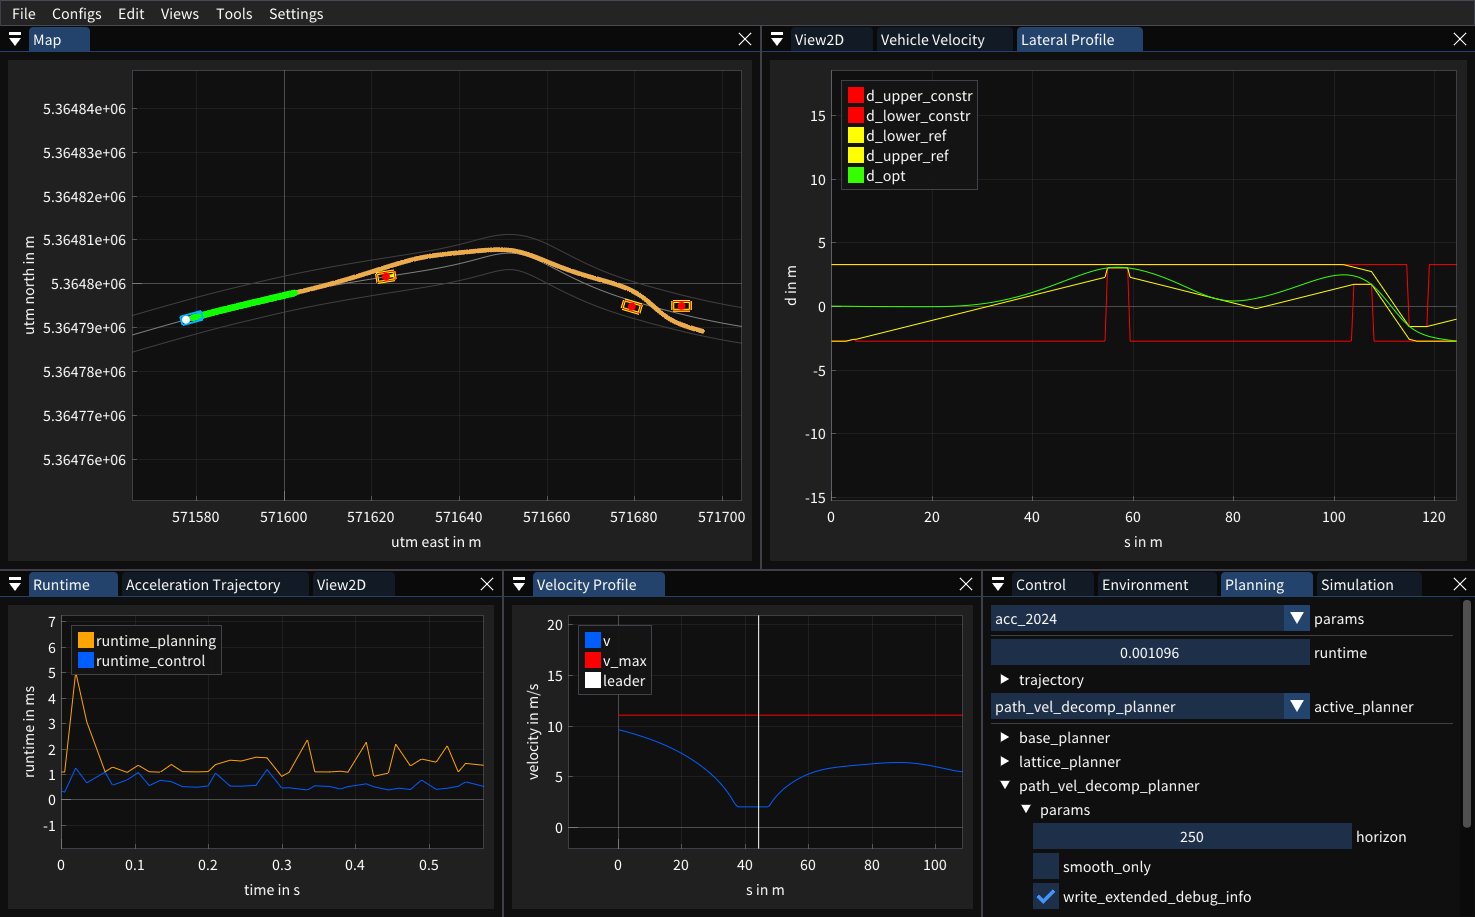 File Configs Edit Views Tools Settings
Map
5.36484e+06
5.36483e+06
5.36482e+06
5.36481e+06
5.3648e+06
5.36479e+06
5.36478e+06
5.36477e+06
5.36476e+06
utm north in m
571580 571600 571620 571640 571660 571680 571700
utm east in m
View2D Vehicle Velocity Lateral Profile
d_upper_constr
d_lower_constr
d_lower_ref
d_upper_ref
d_opt
15
10
5
0
-5
-10
-15
d in m
0 20 40 60 80 100 120
s in m
Runtime Acceleration Trajectory View2D
runtime_planning
runtime_control
7
6
5
4
3
2
1
0
-1
runtime in ms
0 0.1 0.2 0.3 0.4 0.5
time in s
Velocity Profile
v
v_max
leader
20
15
10
5
0
velocity in m/s
0 20 40 60 80 100
s in m
Control Environment Planning Simulation
acc_2024 params
0.001096 runtime
trajectory
path_vel_decomp_planner active_planner
base_planner
lattice_planner
path_vel_decomp_planner
params
250 horizon
smooth_only
write_extended_debug_info